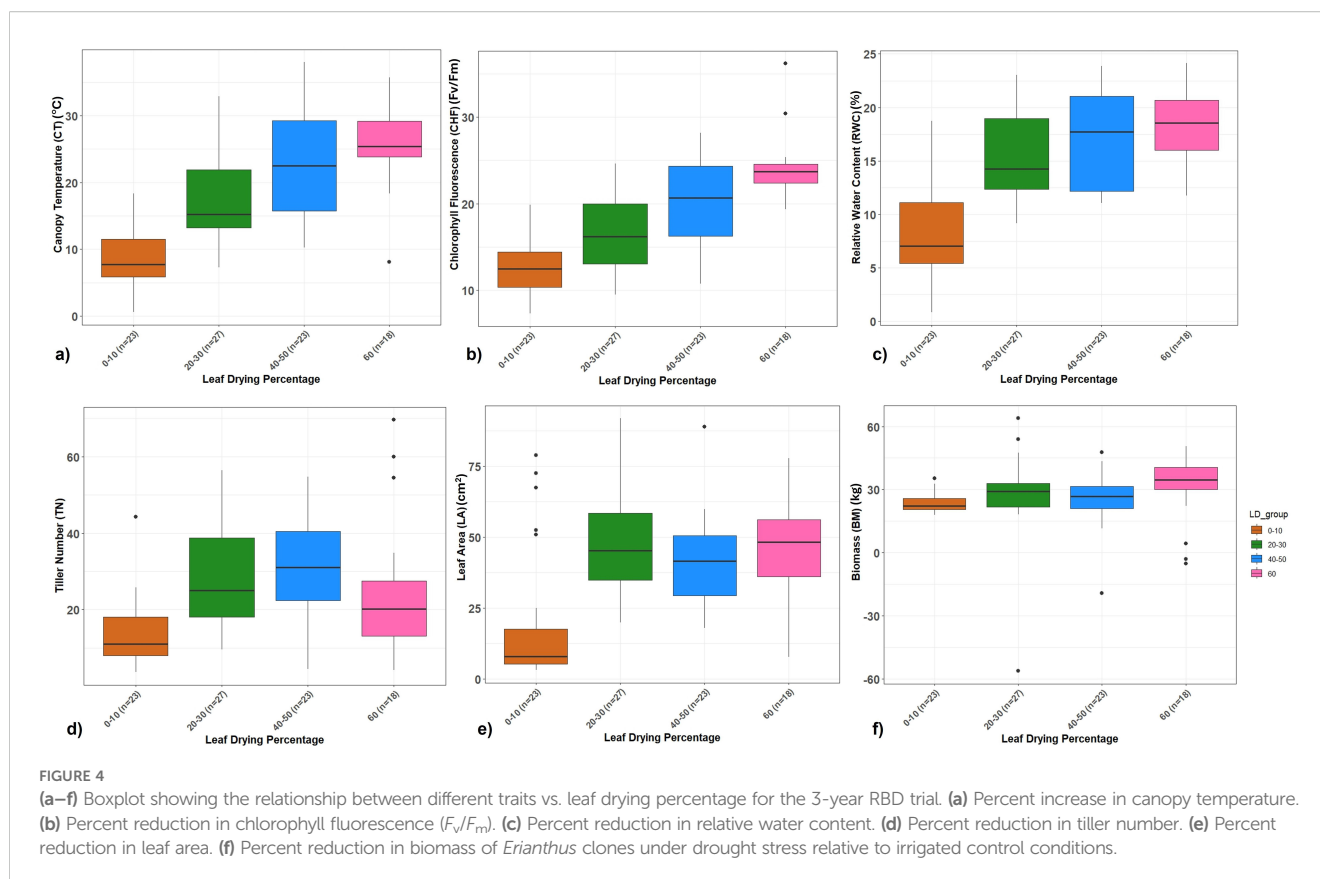 Canopy Temperature (CT) (°C)
30
20
10
0
0-10 (n=23)
20-30 (n=27)
40-50 (n=23)
60 (n=18)
Leaf Drying Percentage
a)
Chlorophyll Fluorescence (CHF) (Fv/Fm)
30
20
10
0-10 (n=23)
20-30 (n=27)
40-50 (n=23)
60 (n=18)
Leaf Drying Percentage
b)
Relative Water Content (RWC) (%)
25
20
15
10
5
0
0-10 (n=23)
20-30 (n=27)
40-50 (n=23)
60 (n=18)
Leaf Drying Percentage
c)
Tiller Number (TN)
60
40
20
0-10 (n=23)
20-30 (n=27)
40-50 (n=23)
60 (n=18)
Leaf Drying Percentage
d)
Leaf Area (LA) (cm²)
75
50
25
0
0-10 (n=23)
20-30 (n=27)
40-50 (n=23)
60 (n=18)
Leaf Drying Percentage
e)
Biomass (BM) (kg)
60
30
0
-30
-60
0-10 (n=23)
20-30 (n=27)
40-50 (n=23)
60 (n=18)
Leaf Drying Percentage
f)
LD_group
0-10
20-30
40-50
60
FIGURE 4
(a–f) Boxplot showing the relationship between different traits vs. leaf drying percentage for the 3-year RBD trial. (a) Percent increase in canopy temperature.
(b) Percent reduction in chlorophyll fluorescence (Fv/Fm). (c) Percent reduction in relative water content. (d) Percent reduction in tiller number. (e) Percent
reduction in leaf area. (f) Percent reduction in biomass of Erianthus clones under drought stress relative to irrigated control conditions.